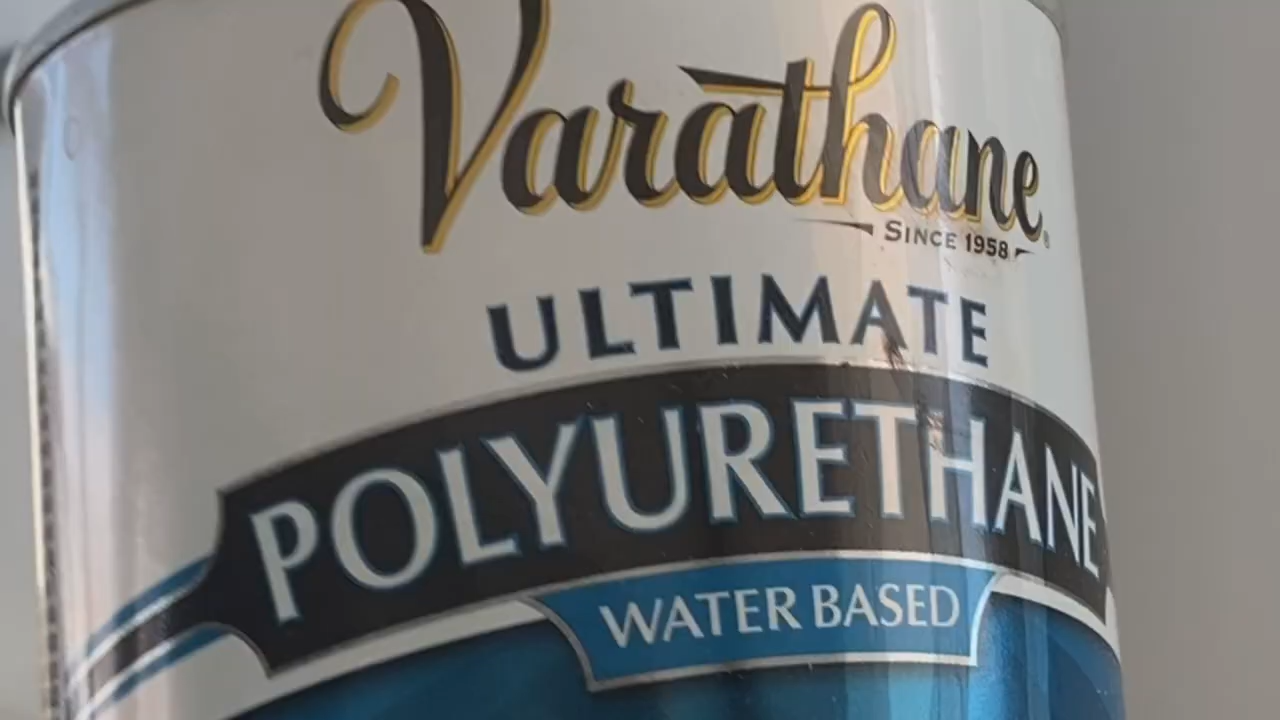 Varathane®
SINCE 1958
ULTIMATE
POLYURETHANE
WATER BASED